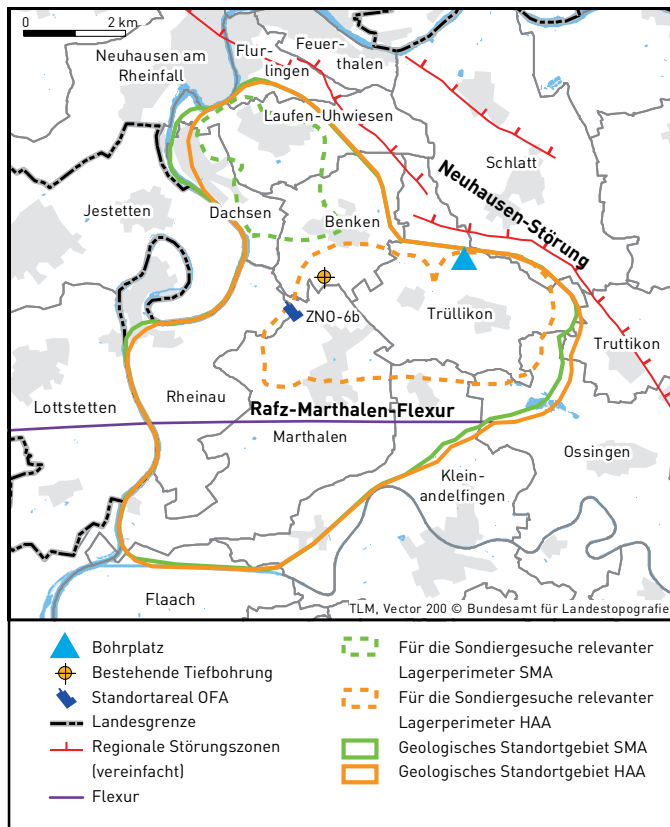 0 2 km
Neuhausen am
Rheinfall
Flur-
lingen
Feuer-
thalen
Laufen-Uhwiesen
Schlatt
Neuhausen-Störung
Jestetten
Dachsen
Benken
ZNO-6b
Trüllikon
Truttikon
Lottstetten
Rheinau
Rafz-Marthalen-Flexur
Marthalen
Ossingen
Klein-
andelfingen
Flaach
TLM, Vector 200 © Bundesamt für Landestopografie
Bohrplatz
Bestehende Tiefbohrung
Standortareal OFA
Landesgrenze
Regionale Störungszonen
(vereinfacht)
Flexur
Für die Sondiergesuche relevanter
Lagerperimeter SMA
Für die Sondiergesuche relevanter
Lagerperimeter HAA
Geologisches Standortgebiet SMA
Geologisches Standortgebiet HAA